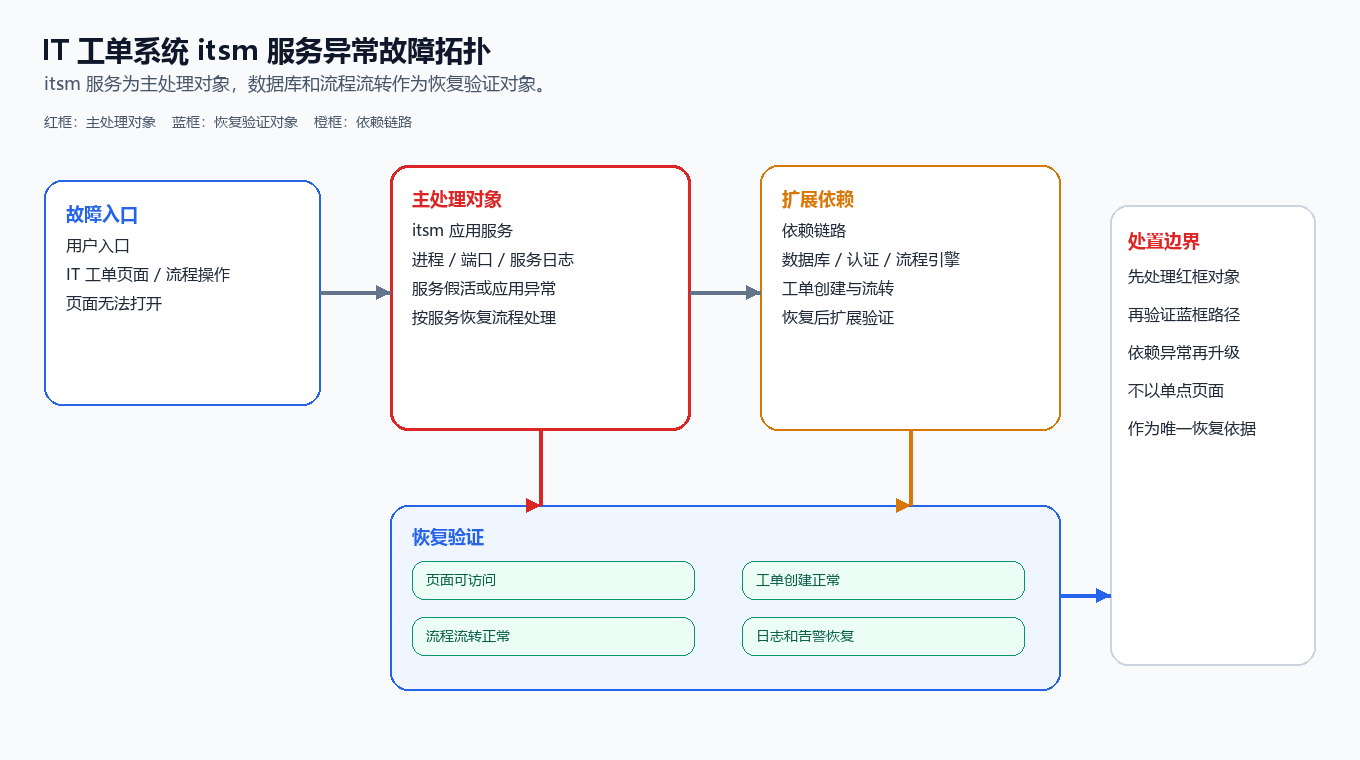 IT 工单系统 itsm 服务异常故障拓扑
itsm 服务为主处理对象，数据库和流程流转作为恢复验证对象。
红框：主处理对象 蓝框：恢复验证对象 橙框：依赖链路
故障入口
用户入口
IT 工单页面 / 流程操作
页面无法打开
主处理对象
itsm 应用服务
进程 / 端口 / 服务日志
服务假活或应用异常
按服务恢复流程处理
扩展依赖
依赖链路
数据库 / 认证 / 流程引擎
工单创建与流转
恢复后扩展验证
处置边界
先处理红框对象
再验证蓝框路径
依赖异常再升级
不以单点页面
作为唯一恢复依据
恢复验证
页面可访问
工单创建正常
流程流转正常
日志和告警恢复